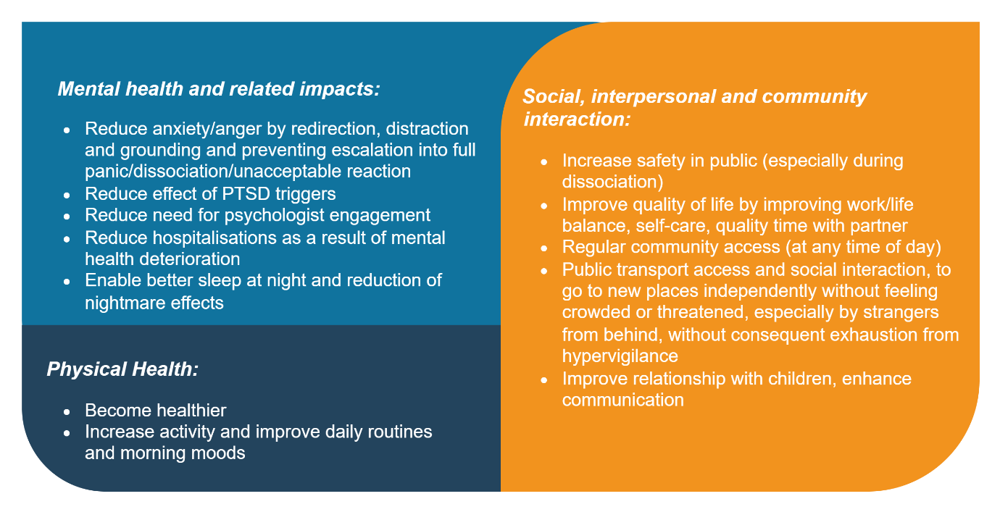 Mental health and related impacts:
• Reduce anxiety/anger by redirection, distraction
and grounding and preventing escalation into full
panic/dissociation/unacceptable reaction
• Reduce effect of PTSD triggers
• Reduce need for psychologist engagement
• Reduce hospitalisations as a result of mental
health deterioration
• Enable better sleep at night and reduction of
nightmare effects
Physical Health:
• Become healthier
• Increase activity and improve daily routines
and morning moods
Social, interpersonal and community
interaction:
• Increase safety in public (especially during
dissociation)
• Improve quality of life by improving work/life
balance, self-care, quality time with partner
• Regular community access (at any time of day)
• Public transport access and social interaction, to
go to new places independently without feeling
crowded or threatened, especially by strangers
from behind, without consequent exhaustion from
hypervigilance
• Improve relationship with children, enhance
communication